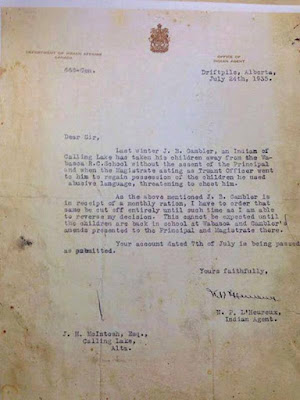 DEPARTMENT OF INDIAN AFFAIRS
CANADA
OFFICE OF
INDIAN AGENT
Driftpile, Alberta,
July 24th, 1935.
Dear Sir,
Last winter J. B. Gambler, an Indian of
Calling Lake has taken his children away from the Wa-
basca R.C.School without the assent of the Principal
and when the Magistrate acting as Truant Officer went
to him to regain possession of the children he used
abusive language, threatening to shoot him.
As the above mentioned J. B. Gambler is
in receipt of a monthly ration, I have to order that
same be cut off entirely until such time as I am able
to reverse my decision. This cannot be expected until
the children are back in school at Wabasca and Gambler's
amends presented to the Principal and Magistrate there.
Your account dated 7th of July is being passed
as submitted.
Yours faithfully,
N. P. L'Heureux,
Indian Agent.
J. H. McIntosh, Esq.,
Calling Lake,
Alta.